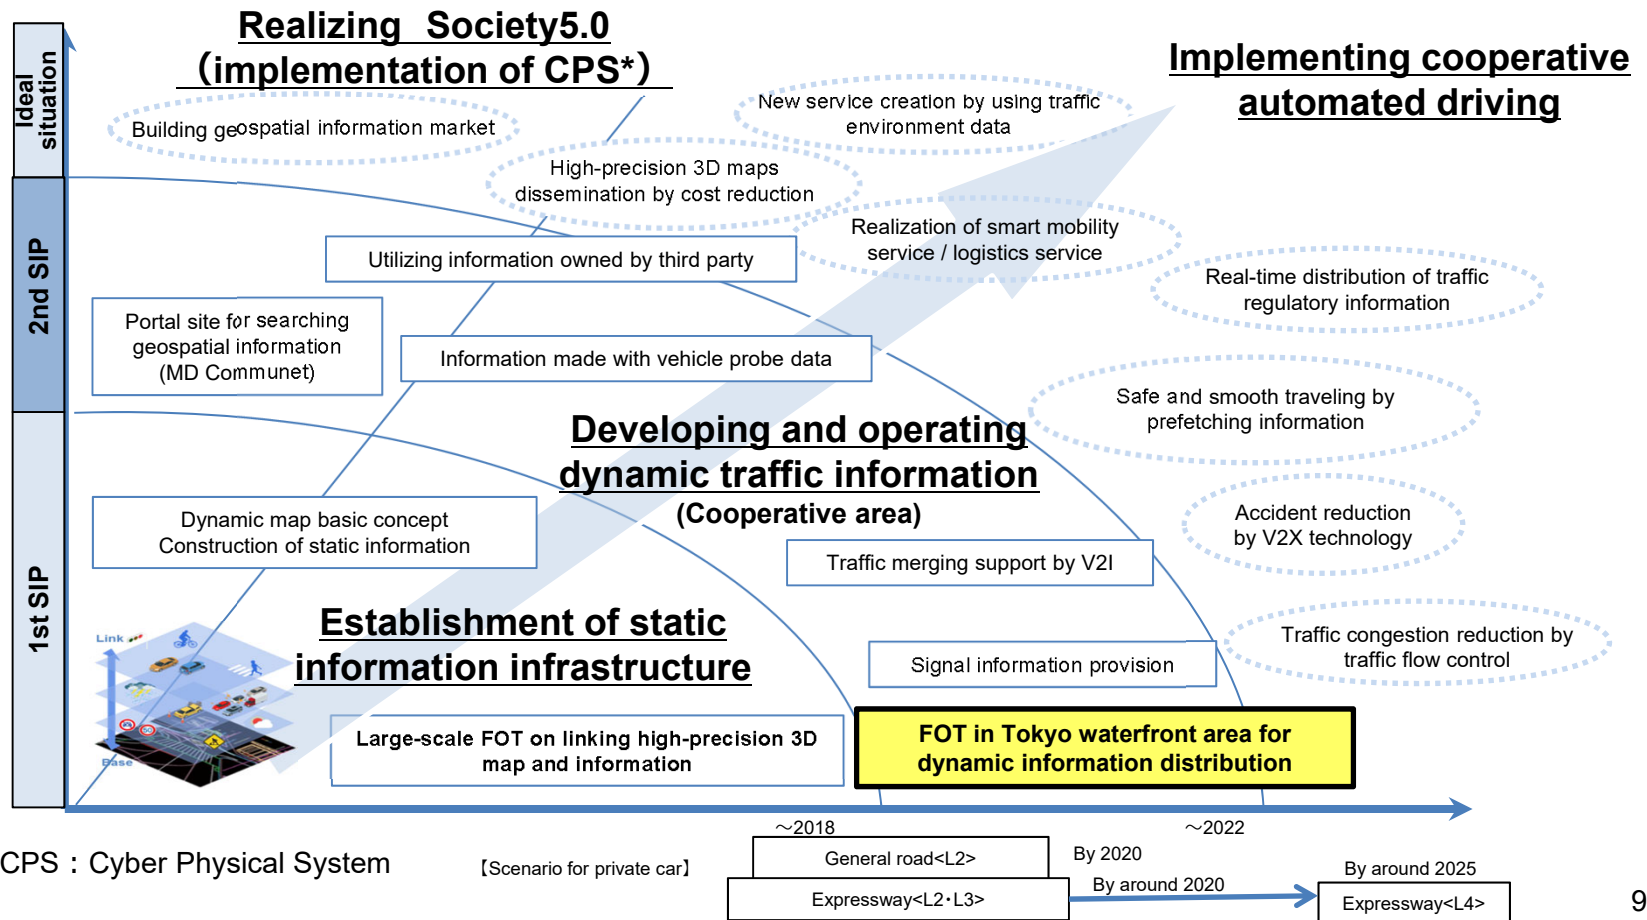 Realizing Society5.0
(implementation of CPS*)
Implementing cooperative
automated driving
Ideal
situation
Building geospatial information market
New service creation by using traffic
environment data
High-precision 3D maps
dissemination by cost reduction
Realization of smart mobility
service / logistics service
2nd SIP
Utilizing information owned by third party
Real-time distribution of traffic
regulatory information
Portal site for searching
geospatial information
(MD Communet)
Information made with vehicle probe data
Safe and smooth traveling by
prefetching information
Developing and operating
dynamic traffic information
(Cooperative area)
1st SIP
Dynamic map basic concept
Construction of static information
Accident reduction
by V2X technology
Traffic merging support by V2I
Establishment of static
information infrastructure
Link
Base
Signal information provision
Traffic congestion reduction by
traffic flow control
Large-scale FOT on linking high-precision 3D
map and information
FOT in Tokyo waterfront area for
dynamic information distribution
～2018
～2022
CPS：Cyber Physical System
【Scenario for private car】
General road<L2>
By 2020
Expressway<L2・L3>
By around 2020
By around 2025
Expressway<L4>
9